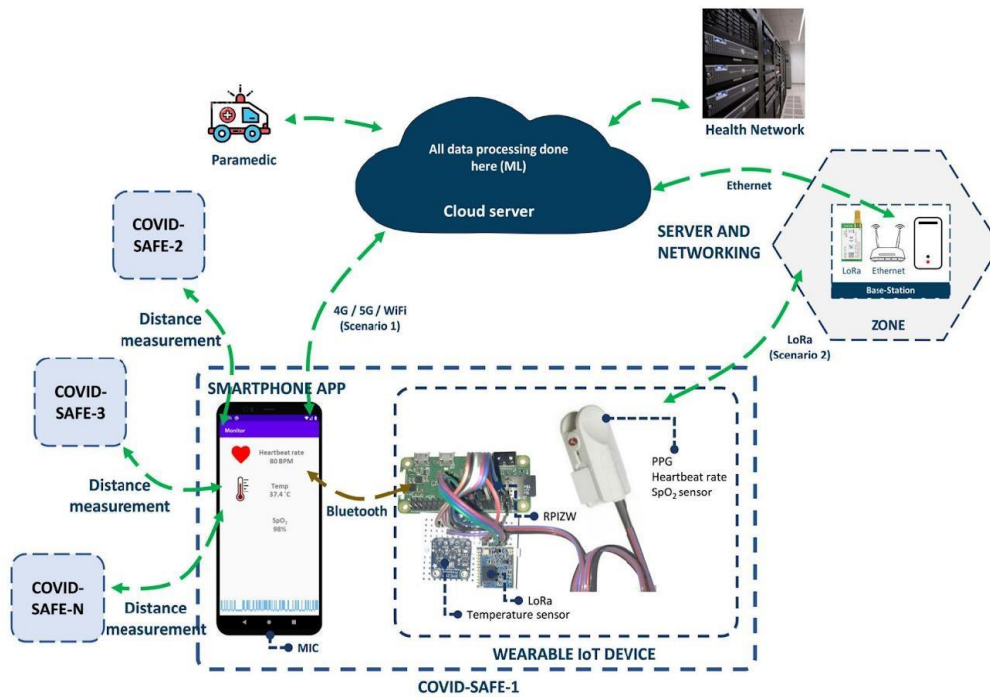 Paramedic
All data processing done
here (ML)
Cloud server
Health Network
Ethernet
SERVER AND
NETWORKING
LoRa
Ethernet
Base-Station
ZONE
COVID-
SAFE-2
Distance
measurement
4G / 5G / WiFi
(Scenario 1)
LoRa
(Scenario 2)
COVID-
SAFE-3
Distance
measurement
COVID-
SAFE-N
Distance
measurement
SMARTPHONE APP
Monitor
Heartbeat rate
80 BPM
Temp
37.4 °C
SpO₂
98%
MIC
Bluetooth
PPG
Heartbeat rate
SpO₂ sensor
RPIZW
LoRa
Temperature sensor
WEARABLE IoT DEVICE
COVID-SAFE-1